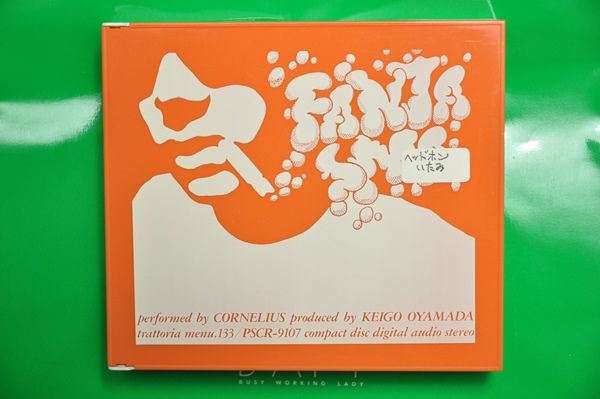 FANTA
SMA
ヘッドホン
いたみ
performed by CORNELIUS produced by KEIGO OYAMADA
trattoria menu.133/ PSCR-9107 compact disc digital audio stereo
BUSY WORKING LADY